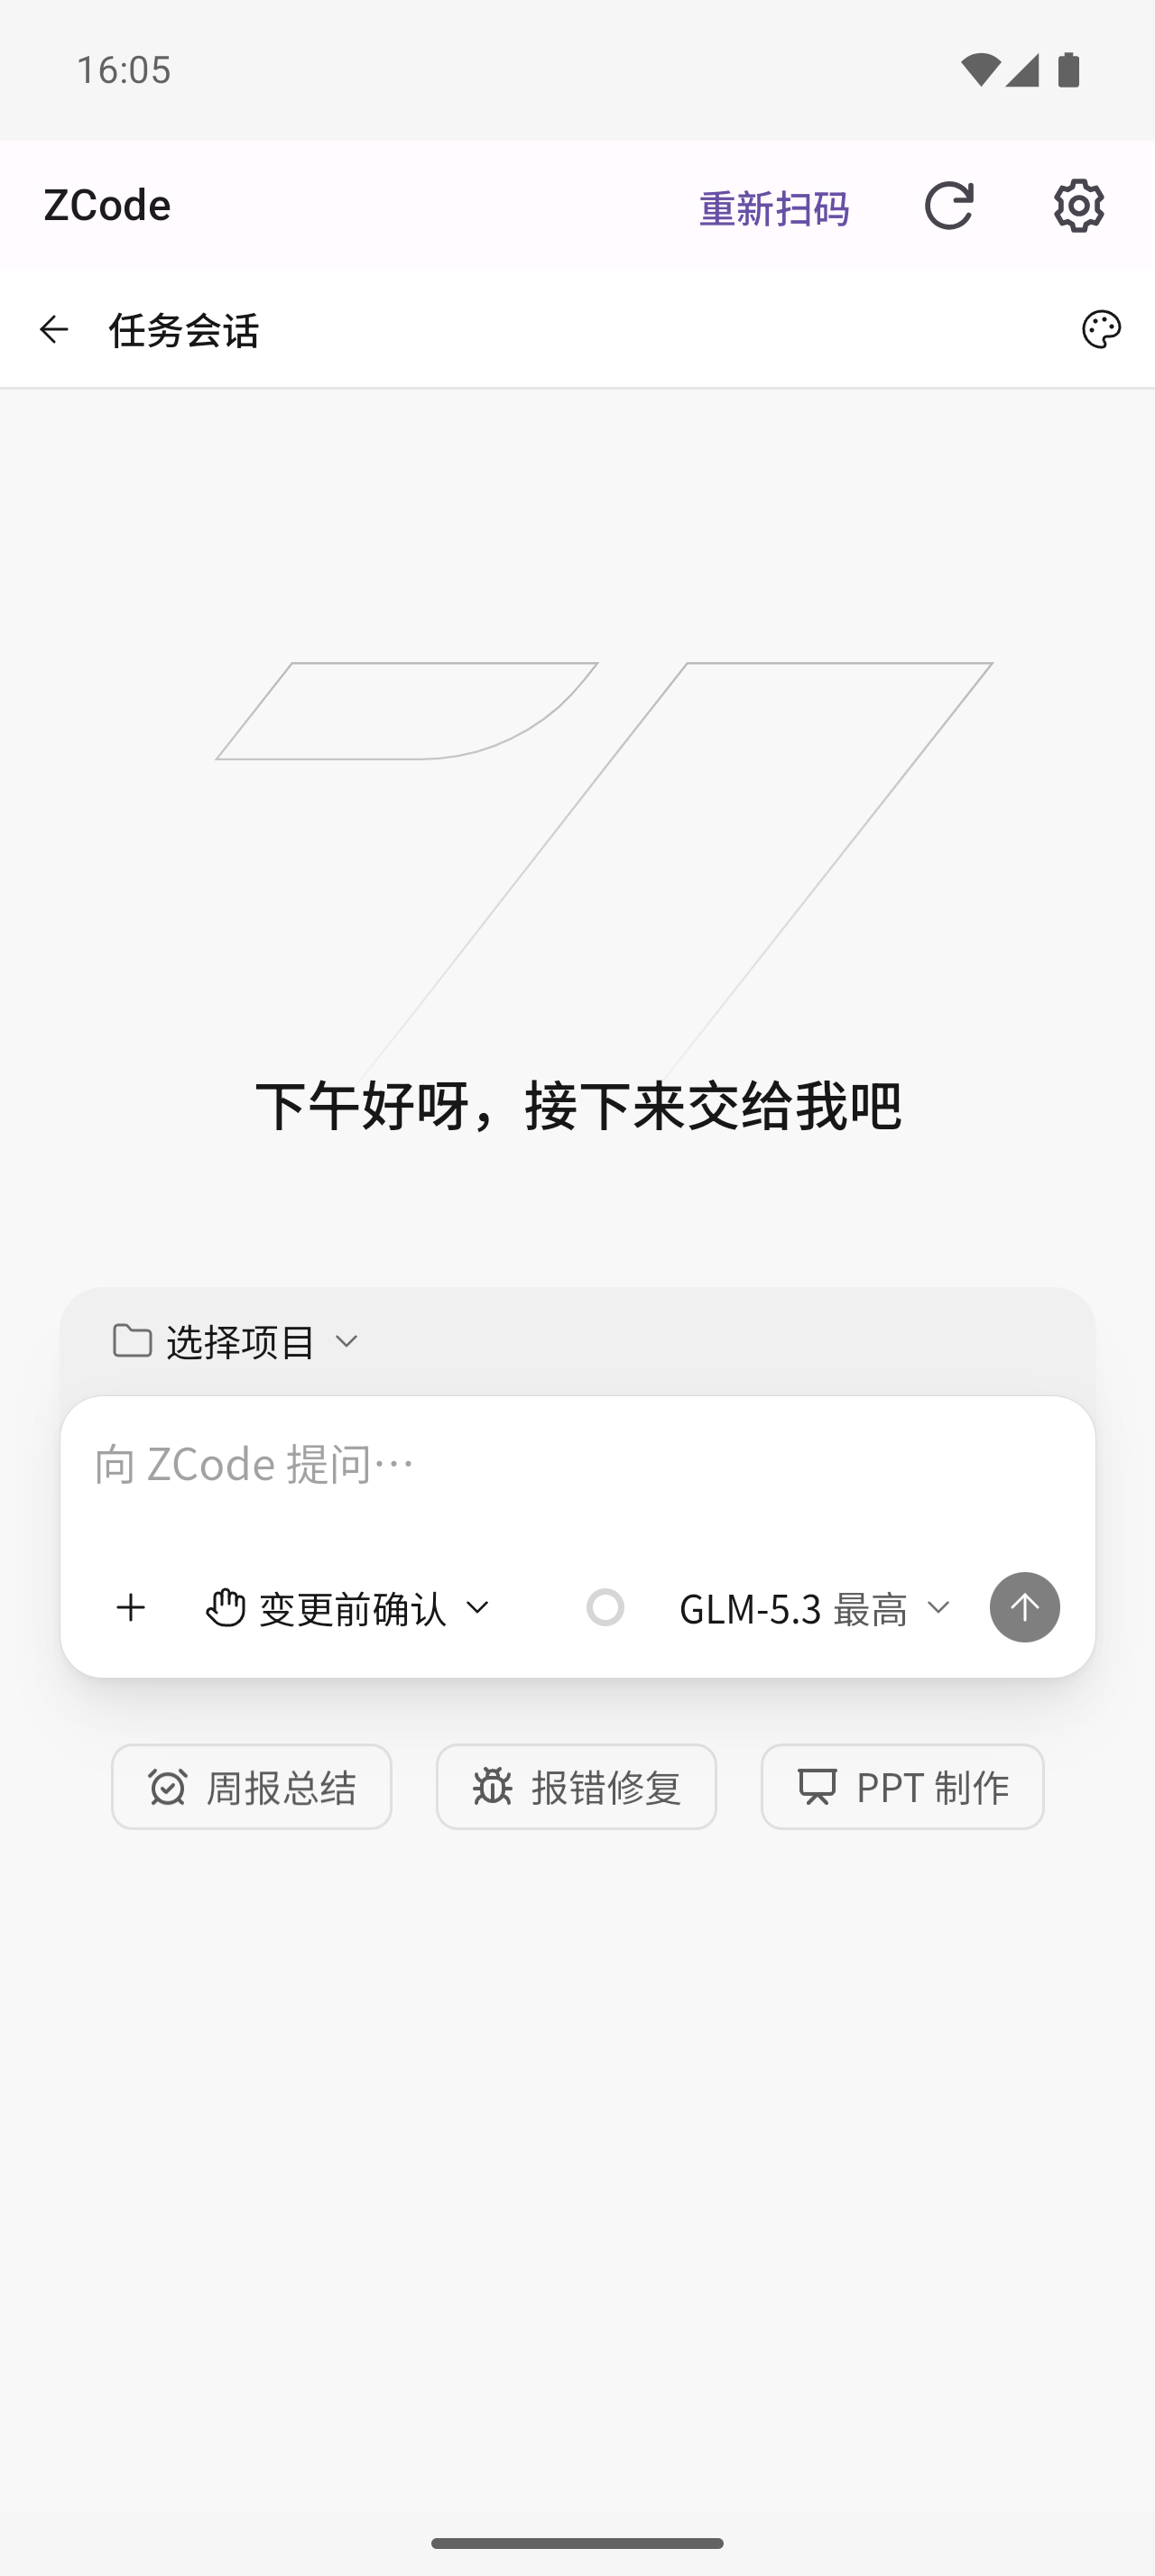 16:05
ZCode 重新扫码
任务会话
下午好呀，接下来交给我吧
选择项目
向 ZCode 提问···
变更前确认 GLM-5.3 最高
周报总结 报错修复 PPT 制作